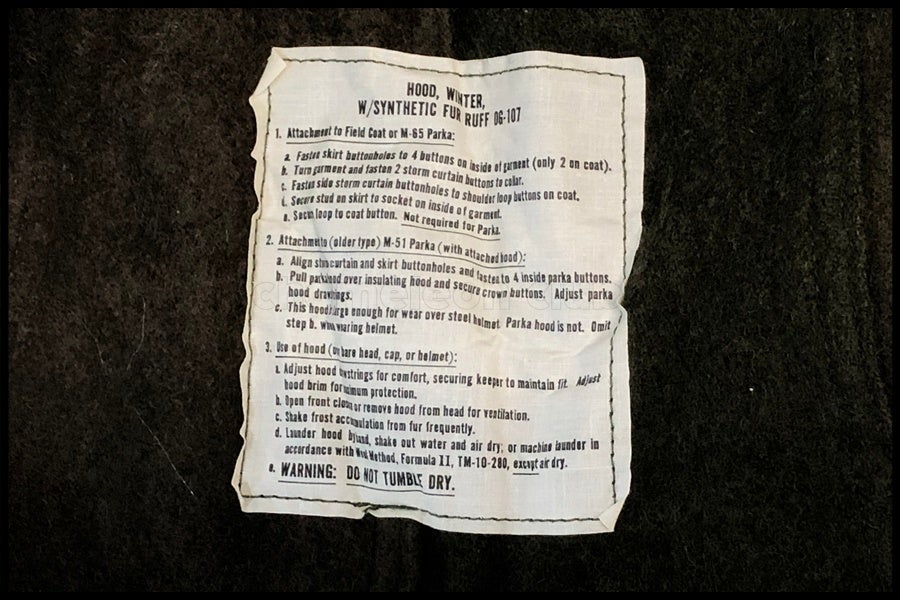 HOOD, WINTER,
W/SYNTHETIC FUR RUFF OG-107
1. Attachment to Field Coat or M-65 Parka:
a. Fasten skirt buttonholes to 4 buttons on inside of garment (only 2 on coat).
b. Turn garment and fasten 2 storm curtain buttons to collar.
c. Fasten side storm curtain buttonholes to shoulder loop buttons on coat.
d. Secure stud on skirt to socket on inside of garment.
e. Secure loop to coat button. Not required for Parka.
2. Attachment to (older type) M-51 Parka (with attached hood):
a. Align storm curtain and skirt buttonholes and fasten to 4 inside parka buttons.
b. Pull parka hood over insulating hood and secure crown buttons. Adjust parka
hood drawstrings.
c. This hood large enough for wear over steel helmet. Parka hood is not. Omit
step b. when wearing helmet.
3. Use of hood (over bare head, cap, or helmet):
a. Adjust hood drawstrings for comfort, securing keeper to maintain fit. Adjust
hood brim for maximum protection.
b. Open front closure or remove hood from head for ventilation.
c. Shake frost accumulation from fur frequently.
d. Launder hood by hand, shake out water and air dry; or machine launder in
accordance with Wool Method, Formula II, TM-10-280, except air dry.
e. WARNING: DO NOT TUMBLE DRY.